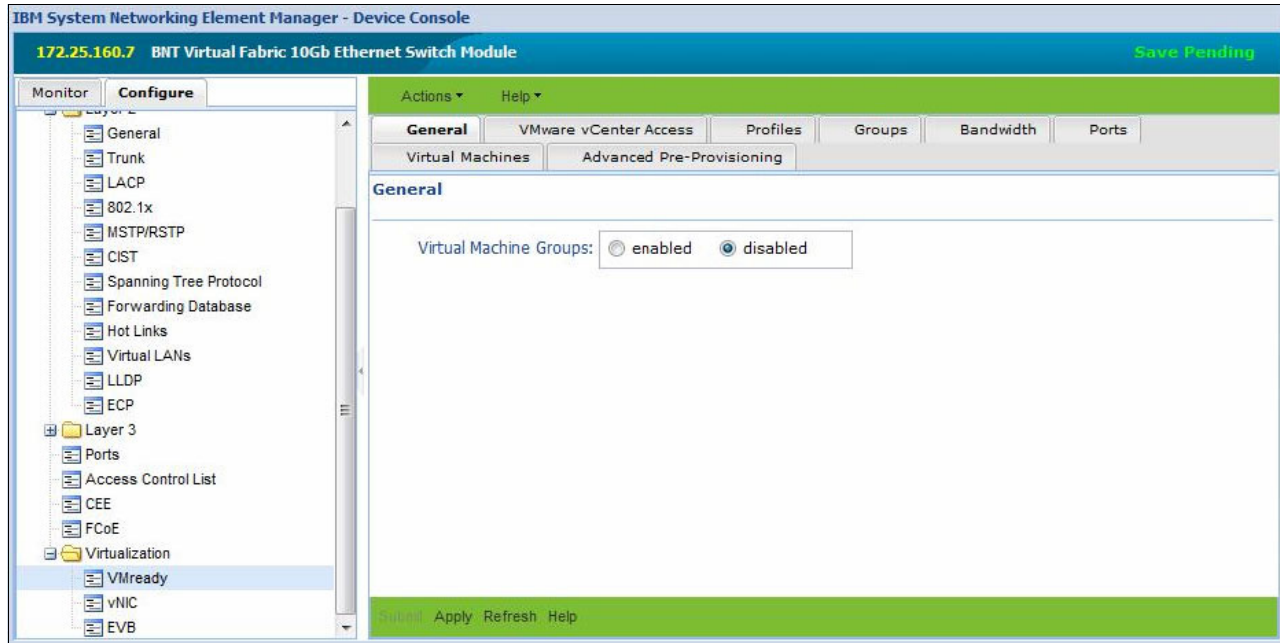 IBM System Networking Element Manager - Device Console
172.25.160.7 BNT Virtual Fabric 10Gb Ethernet Switch Module
Save Pending
Monitor Configure
Layer 2
General
Trunk
LACP
802.1x
MSTP/RSTP
CIST
Spanning Tree Protocol
Forwarding Database
Hot Links
Virtual LANs
LLDP
ECP
Layer 3
Ports
Access Control List
CEE
FCoE
Virtualization
VMready
vNIC
EVB
Actions Help
General VMware vCenter Access Profiles Groups Bandwidth Ports
Virtual Machines Advanced Pre-Provisioning
General
Virtual Machine Groups: enabled disabled
Submit Apply Refresh Help